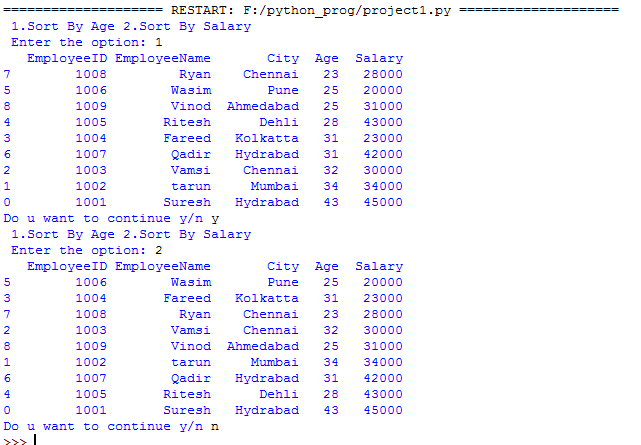 ==================== RESTART: F:/python_prog/project1.py ====================
 1.Sort By Age 2.Sort By Salary
 Enter the option: 1
   EmployeeID EmployeeName       City  Age  Salary
7        1008         Ryan    Chennai   23   28000
5        1006        Wasim       Pune   25   20000
8        1009        Vinod  Ahmedabad   25   31000
4        1005       Ritesh      Dehli   28   43000
3        1004       Fareed   Kolkatta   31   23000
6        1007        Qadir   Hydrabad   31   42000
2        1003        Vamsi    Chennai   32   30000
1        1002        tarun     Mumbai   34   34000
0        1001       Suresh   Hydrabad   43   45000
Do u want to continue y/n y
 1.Sort By Age 2.Sort By Salary
 Enter the option: 2
   EmployeeID EmployeeName       City  Age  Salary
5        1006        Wasim       Pune   25   20000
3        1004       Fareed   Kolkatta   31   23000
7        1008         Ryan    Chennai   23   28000
2        1003        Vamsi    Chennai   32   30000
8        1009        Vinod  Ahmedabad   25   31000
1        1002        tarun     Mumbai   34   34000
6        1007        Qadir   Hydrabad   31   42000
4        1005       Ritesh      Dehli   28   43000
0        1001       Suresh   Hydrabad   43   45000
Do u want to continue y/n n
>>>